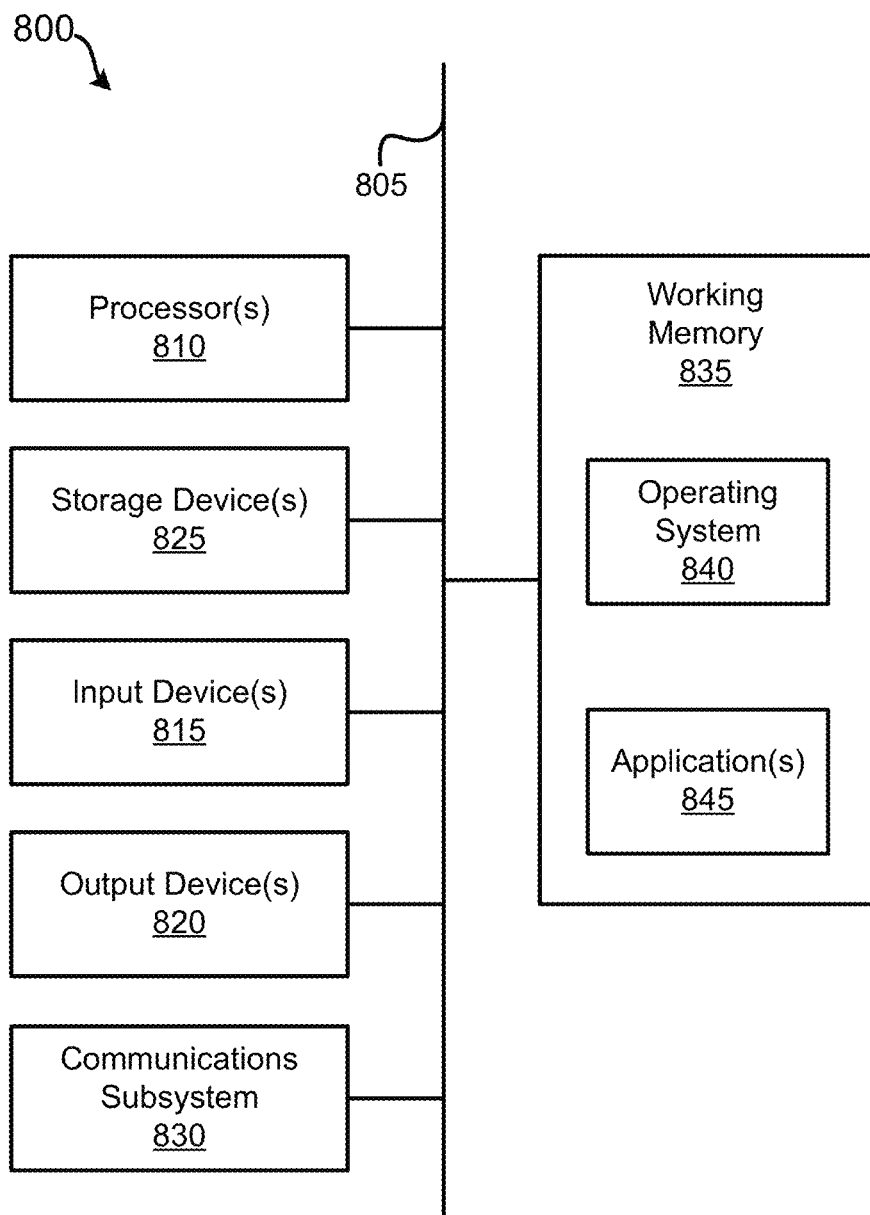 800
805
Processor(s)
810
Storage Device(s)
825
Input Device(s)
815
Output Device(s)
820
Communications
Subsystem
830
Working
Memory
835
Operating
System
840
Application(s)
845